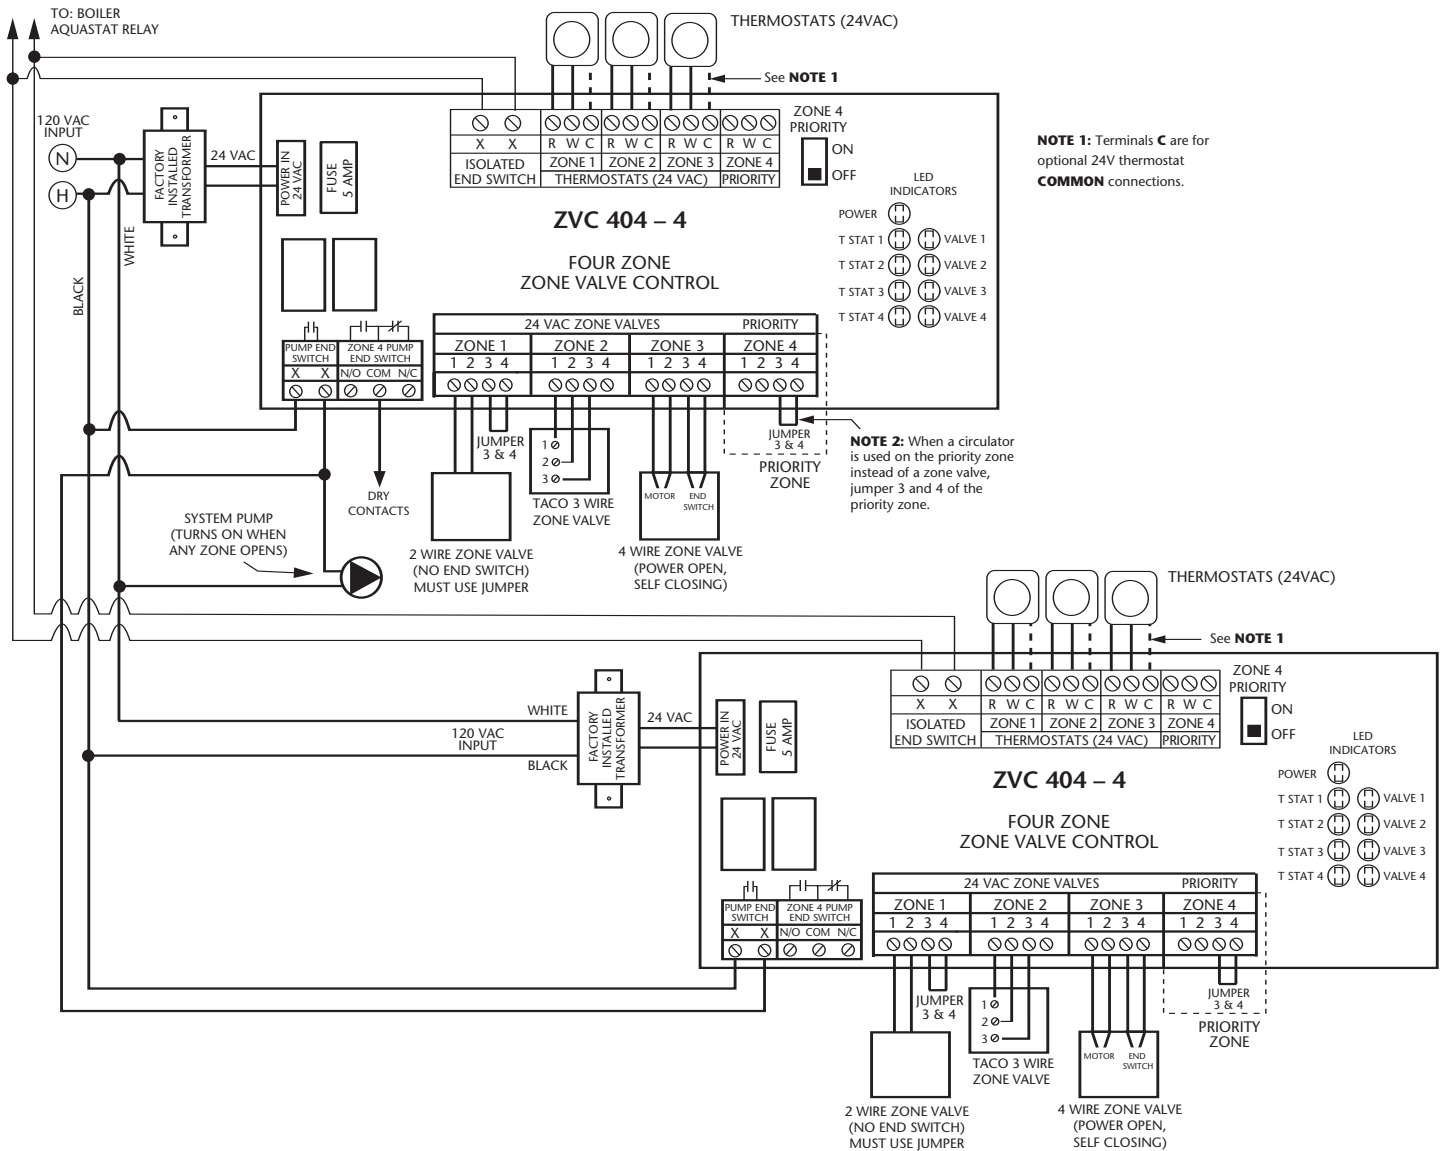 TO: BOILER
AQUASTAT RELAY
THERMOSTATS (24VAC)
See NOTE 1
120 VAC
INPUT
N
H
FACTORY
INSTALLED
TRANSFORMER
24 VAC
POWER IN
24 VAC
FUSE
5 AMP
WHITE
BLACK
X X
ISOLATED
END SWITCH
R W C R W C R W C R W C
ZONE 1 ZONE 2 ZONE 3 ZONE 4
THERMOSTATS (24 VAC) PRIORITY
ZONE 4
PRIORITY
ON
OFF
NOTE 1: Terminals C are for
optional 24V thermostat
COMMON connections.
LED
INDICATORS
POWER
T STAT 1 VALVE 1
T STAT 2 VALVE 2
T STAT 3 VALVE 3
T STAT 4 VALVE 4
ZVC 404 – 4
FOUR ZONE
ZONE VALVE CONTROL
PUMP END
SWITCH
X X
ZONE 4 PUMP
END SWITCH
N/O COM N/C
24 VAC ZONE VALVES PRIORITY
ZONE 1 ZONE 2 ZONE 3 ZONE 4
1 2 3 4 1 2 3 4 1 2 3 4 1 2 3 4
JUMPER
3 & 4
1
2
3
MOTOR
END
SWITCH
JUMPER
3 & 4
PRIORITY
ZONE
NOTE 2: When a circulator
is used on the priority zone
instead of a zone valve,
jumper 3 and 4 of the
priority zone.
DRY
CONTACTS
SYSTEM PUMP
(TURNS ON WHEN
ANY ZONE OPENS)
2 WIRE ZONE VALVE
(NO END SWITCH)
MUST USE JUMPER
TACO 3 WIRE
ZONE VALVE
4 WIRE ZONE VALVE
(POWER OPEN,
SELF CLOSING)
THERMOSTATS (24VAC)
See NOTE 1
WHITE
120 VAC
INPUT
BLACK
FACTORY
INSTALLED
TRANSFORMER
24 VAC
POWER IN
24 VAC
FUSE
5 AMP
X X
ISOLATED
END SWITCH
R W C R W C R W C R W C
ZONE 1 ZONE 2 ZONE 3 ZONE 4
THERMOSTATS (24 VAC) PRIORITY
ZONE 4
PRIORITY
ON
OFF
LED
INDICATORS
POWER
T STAT 1 VALVE 1
T STAT 2 VALVE 2
T STAT 3 VALVE 3
T STAT 4 VALVE 4
ZVC 404 – 4
FOUR ZONE
ZONE VALVE CONTROL
PUMP END
SWITCH
X X
ZONE 4 PUMP
END SWITCH
N/O COM N/C
24 VAC ZONE VALVES PRIORITY
ZONE 1 ZONE 2 ZONE 3 ZONE 4
1 2 3 4 1 2 3 4 1 2 3 4 1 2 3 4
JUMPER
3 & 4
1
2
3
MOTOR
END
SWITCH
JUMPER
3 & 4
PRIORITY
ZONE
TACO 3 WIRE
ZONE VALVE
2 WIRE ZONE VALVE
(NO END SWITCH)
MUST USE JUMPER
4 WIRE ZONE VALVE
(POWER OPEN,
SELF CLOSING)